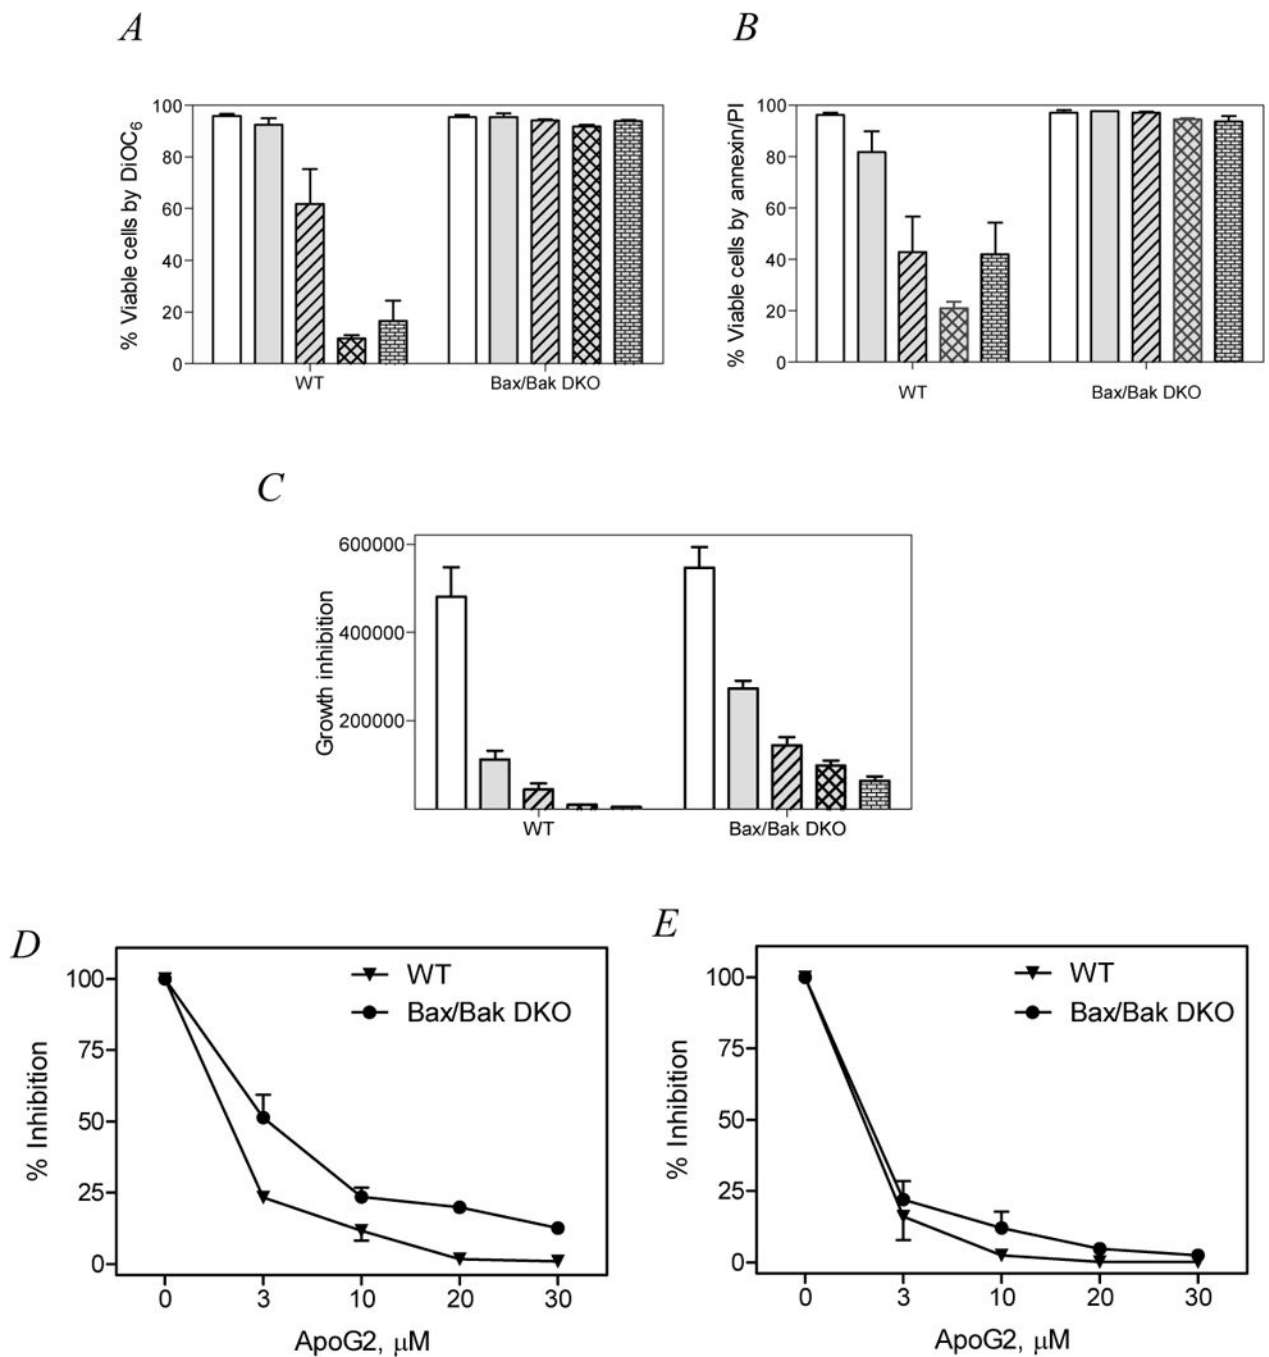 A
% Viable cells by DiOC6
100
80
60
40
20
0
WT
Bax/Bak DKO
B
% Viable cells by annexin/PI
100
80
60
40
20
0
WT
Bax/Bak DKO
C
Growth inhibition
600000
400000
200000
WT
Bax/Bak DKO
D
% Inhibition
100
75
50
25
0
WT
Bax/Bak DKO
0 3 10 20 30
ApoG2, μM
E
% Inhibition
100
75
50
25
0
WT
Bax/Bak DKO
0 3 10 20 30
ApoG2, μM